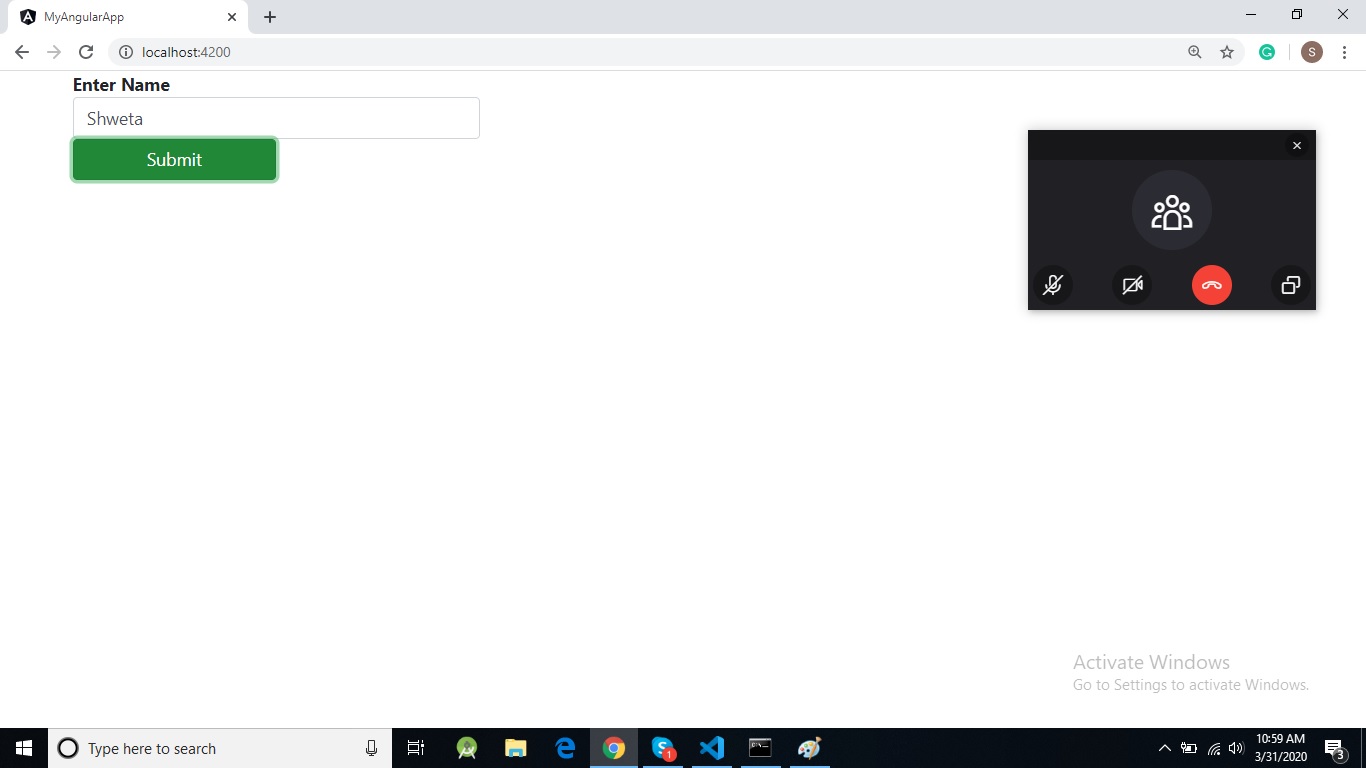 MyAngularApp
localhost:4200
S
Enter Name
Shweta
Submit
Activate Windows
Go to Settings to activate Windows.
Type here to search
1
10:59 AM
3/31/2020
3